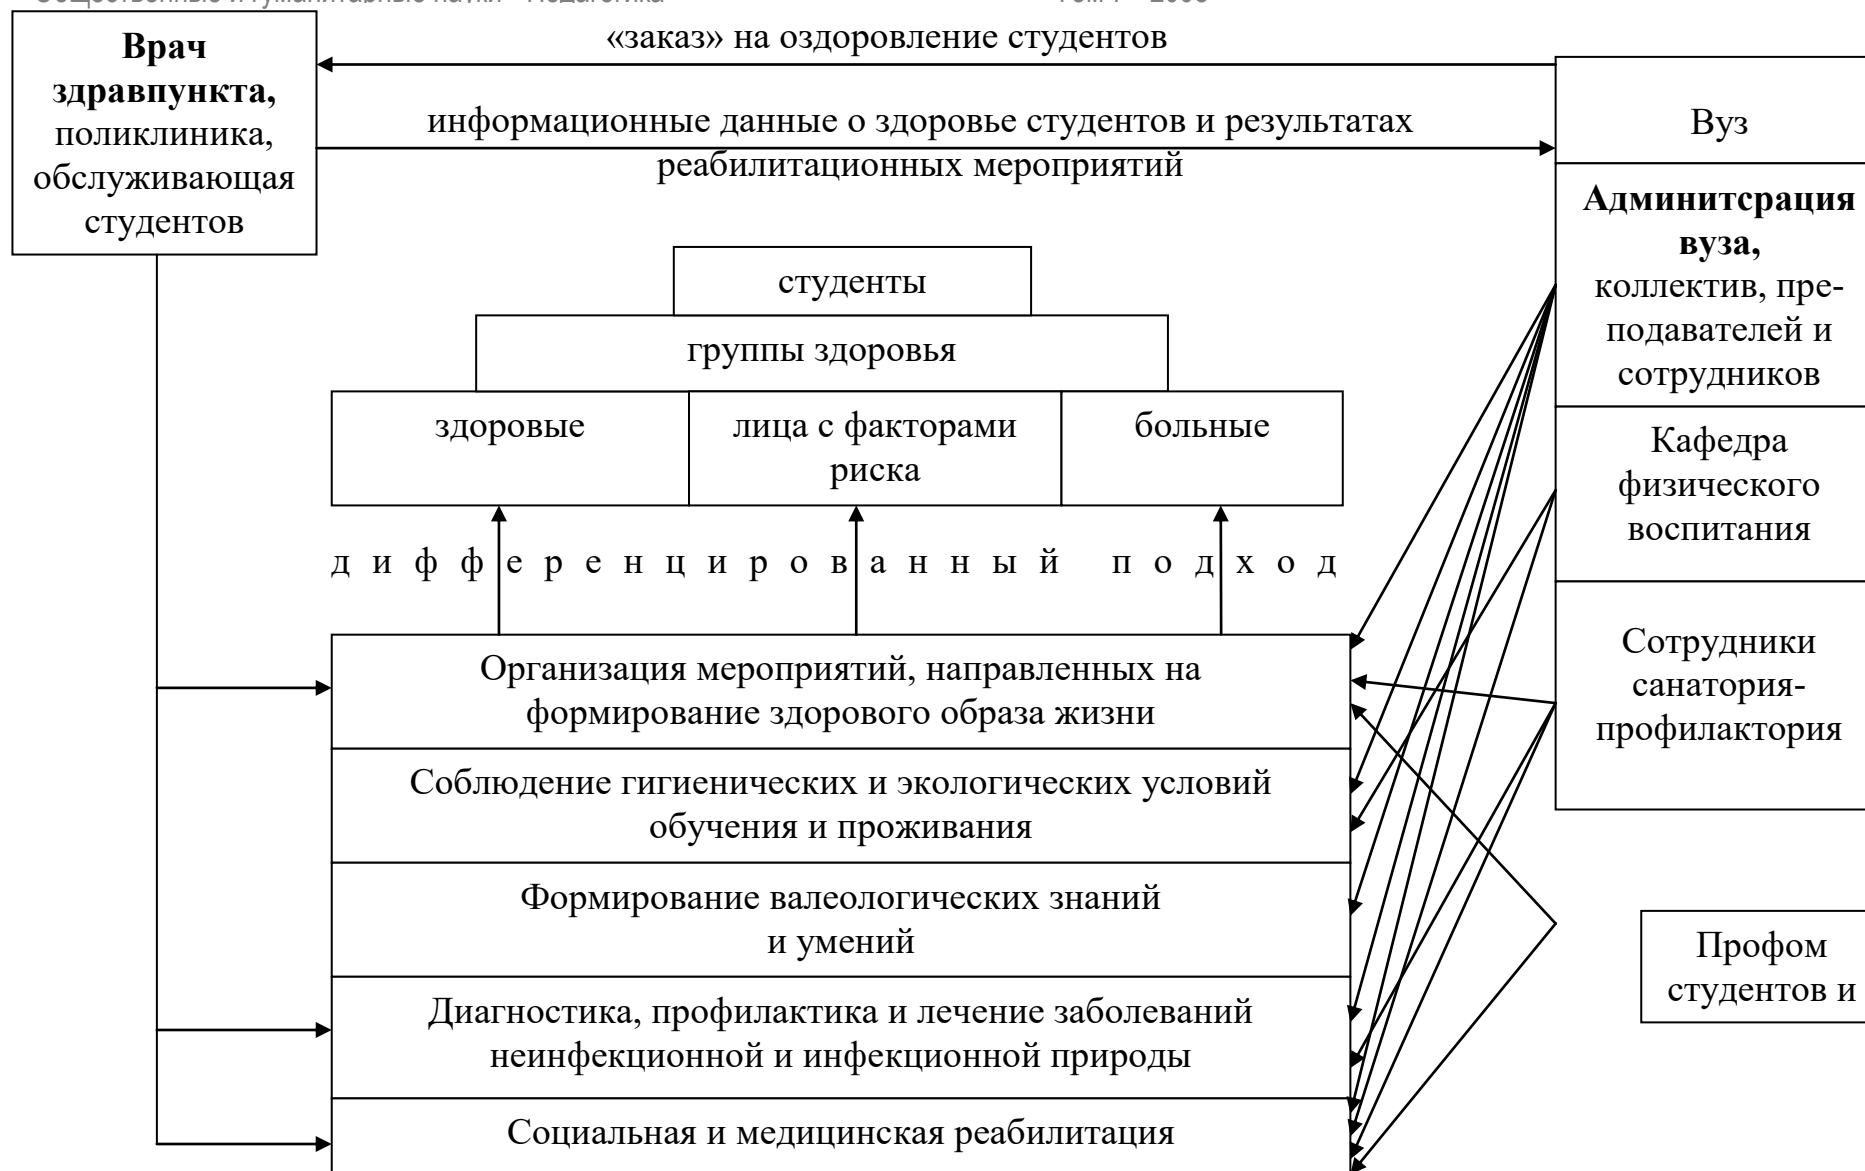 «заказ» на оздоровление студентов
Врач
здравпункта,
поликлиника,
обслуживающая
студентов
информационные данные о здоровье студентов и результатах
реабилитационных мероприятий
Вуз
Админитсрация
вуза,
коллектив, пре-
подавателей и
сотрудников
Кафедра
физического
воспитания
Сотрудники
санатория-
профилактория
студенты
группы здоровья
здоровые
лица с факторами
риска
больные
дифференцированный подход
Организация мероприятий, направленных на
формирование здорового образа жизни
Соблюдение гигиенических и экологических условий
обучения и проживания
Формирование валеологических знаний
и умений
Диагностика, профилактика и лечение заболеваний
неинфекционной и инфекционной природы
Социальная и медицинская реабилитация
Профом
студентов и